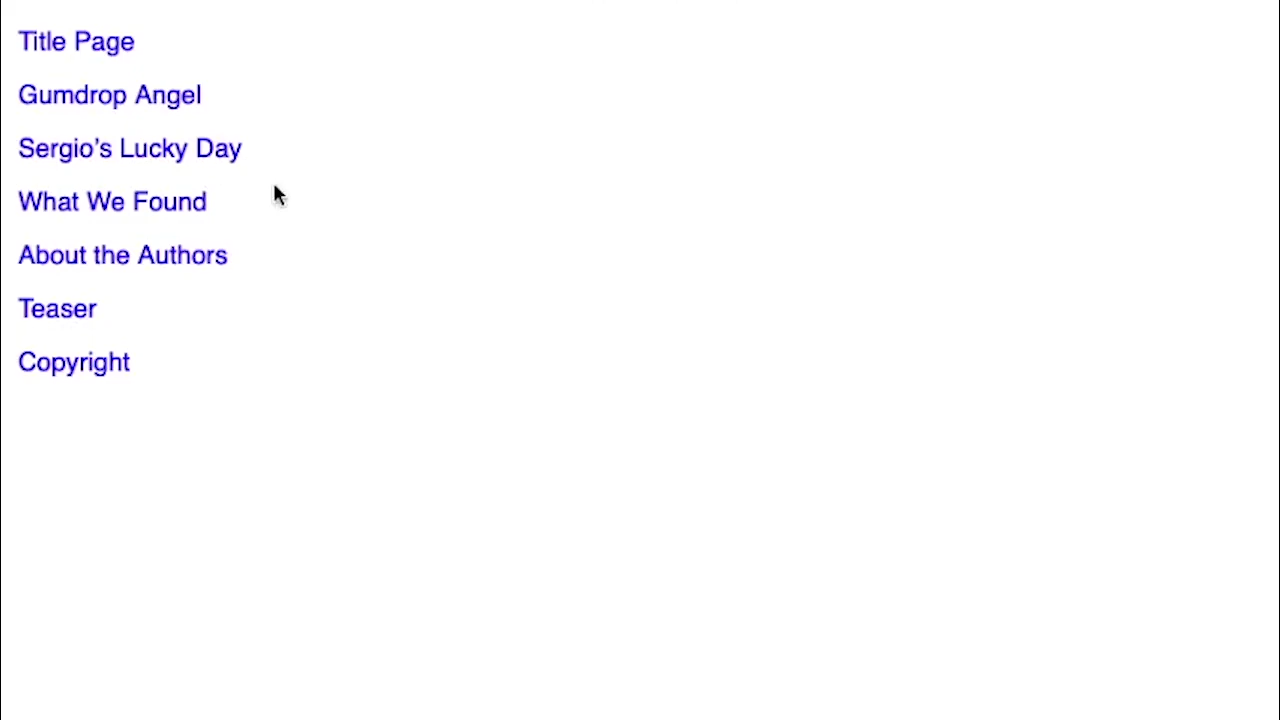 Title Page
Gumdrop Angel
Sergio’s Lucky Day
What We Found
About the Authors
Teaser
Copyright